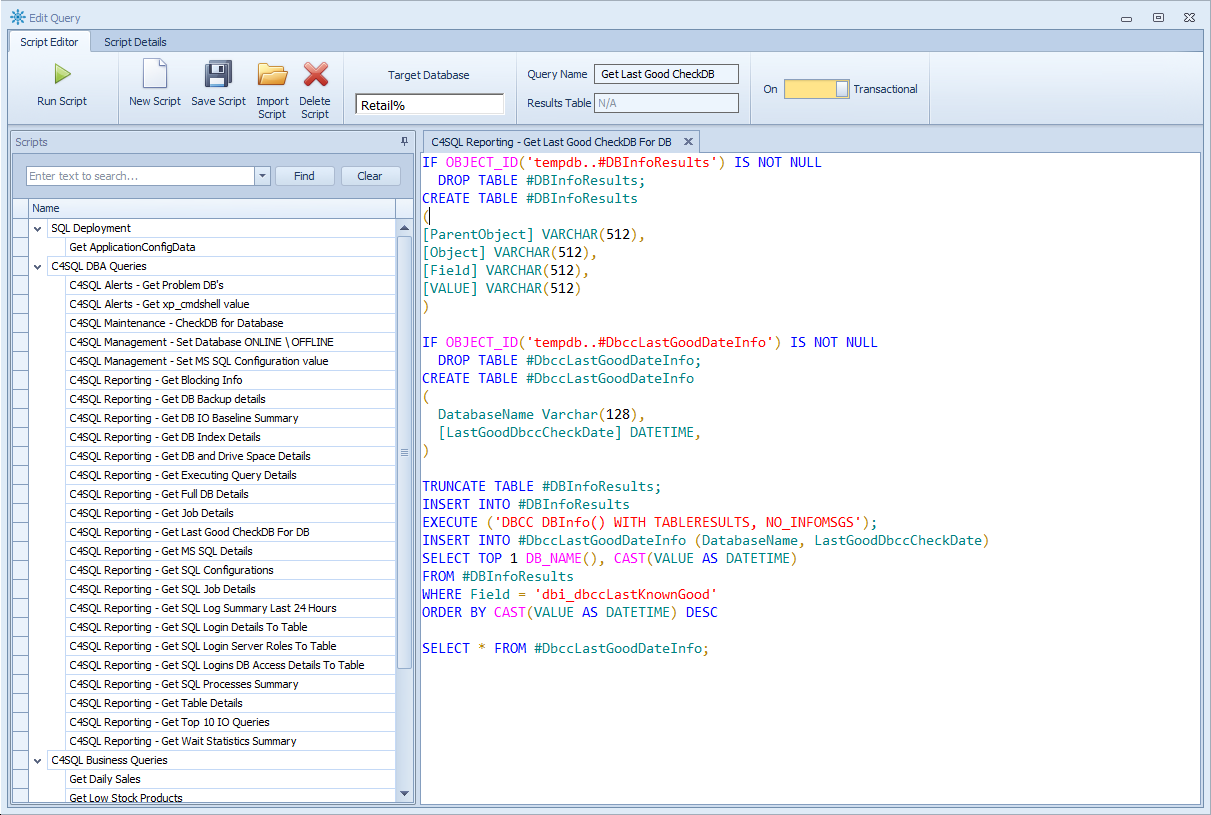 Edit Query
Script Editor
Script Details
Run Script
New Script
Save Script
Import Script
Delete Script
Target Database
Retail%
Query Name
Get Last Good CheckDB
Results Table
N/A
On
Transactional
Scripts
Enter text to search...
Find
Clear
Name
SQL Deployment
Get ApplicationConfigData
C4SQL DBA Queries
C4SQL Alerts - Get Problem DB's
C4SQL Alerts - Get xp_cmdshell value
C4SQL Maintenance - CheckDB for Database
C4SQL Management - Set Database ONLINE \ OFFLINE
C4SQL Management - Set MS SQL Configuration value
C4SQL Reporting - Get Blocking Info
C4SQL Reporting - Get DB Backup details
C4SQL Reporting - Get DB IO Baseline Summary
C4SQL Reporting - Get DB Index Details
C4SQL Reporting - Get DB and Drive Space Details
C4SQL Reporting - Get Executing Query Details
C4SQL Reporting - Get Full DB Details
C4SQL Reporting - Get Job Details
C4SQL Reporting - Get Last Good CheckDB For DB
C4SQL Reporting - Get MS SQL Details
C4SQL Reporting - Get SQL Configurations
C4SQL Reporting - Get SQL Job Details
C4SQL Reporting - Get SQL Log Summary Last 24 Hours
C4SQL Reporting - Get SQL Login Details To Table
C4SQL Reporting - Get SQL Login Server Roles To Table
C4SQL Reporting - Get SQL Logins DB Access Details To Table
C4SQL Reporting - Get SQL Processes Summary
C4SQL Reporting - Get Table Details
C4SQL Reporting - Get Top 10 IO Queries
C4SQL Reporting - Get Wait Statistics Summary
C4SQL Business Queries
Get Daily Sales
Get Low Stock Products
C4SQL Reporting - Get Last Good CheckDB For DB
IF OBJECT_ID('tempdb..#DBInfoResults') IS NOT NULL
DROP TABLE #DBInfoResults;
CREATE TABLE #DBInfoResults
(
[ParentObject] VARCHAR(512),
[Object] VARCHAR(512),
[Field] VARCHAR(512),
[VALUE] VARCHAR(512)
)
IF OBJECT_ID('tempdb..#DbccLastGoodDateInfo') IS NOT NULL
DROP TABLE #DbccLastGoodDateInfo;
CREATE TABLE #DbccLastGoodDateInfo
(
DatabaseName Varchar(128),
[LastGoodDbccCheckDate] DATETIME,
)
TRUNCATE TABLE #DBInfoResults;
INSERT INTO #DBInfoResults
EXECUTE ('DBCC DBInfo() WITH TABLERESULTS, NO_INFOMSGS');
INSERT INTO #DbccLastGoodDateInfo (DatabaseName, LastGoodDbccCheckDate)
SELECT TOP 1 DB_NAME(), CAST(VALUE AS DATETIME)
FROM #DBInfoResults
WHERE Field = 'dbi_dbccLastKnownGood'
ORDER BY CAST(VALUE AS DATETIME) DESC
SELECT * FROM #DbccLastGoodDateInfo;